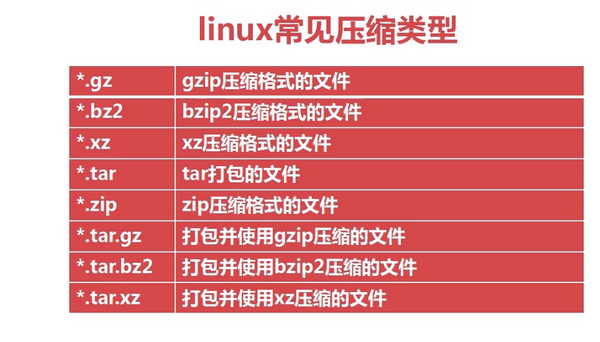 linux常见压缩类型
*.gz gzip压缩格式的文件
*.bz2 bzip2压缩格式的文件
*.xz xz压缩格式的文件
*.tar tar打包的文件
*.zip zip压缩格式的文件
*.tar.gz 打包并使用gzip压缩的文件
*.tar.bz2 打包并使用bzip2压缩的文件
*.tar.xz 打包并使用xz压缩的文件